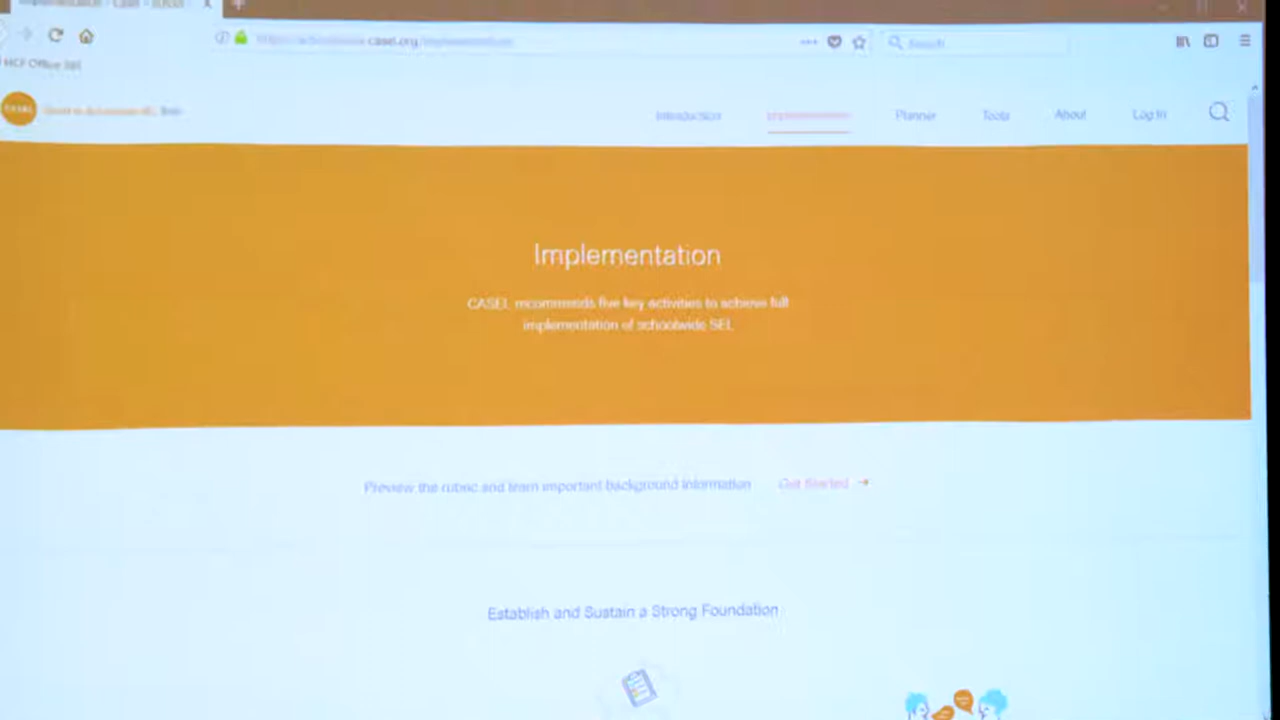 Search
HCF Office 365
casel.org
Introduction
Implementation
Planner
Tools
About
Log In
Implementation
CASEL recommends five key activities to achieve full
implementation of schoolwide SEL
Preview the rubric and learn important background information
Get Started →
Establish and Sustain a Strong Foundation